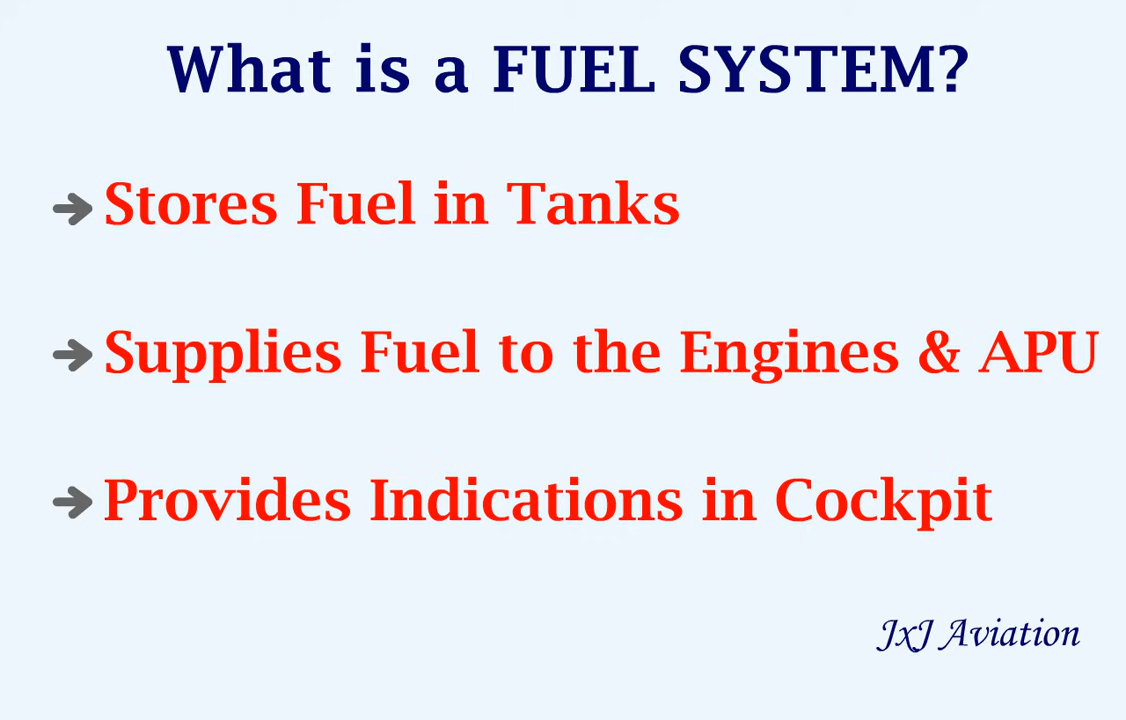 What is a FUEL SYSTEM?
Stores Fuel in Tanks
Supplies Fuel to the Engines & APU
Provides Indications in Cockpit
JxJ Aviation